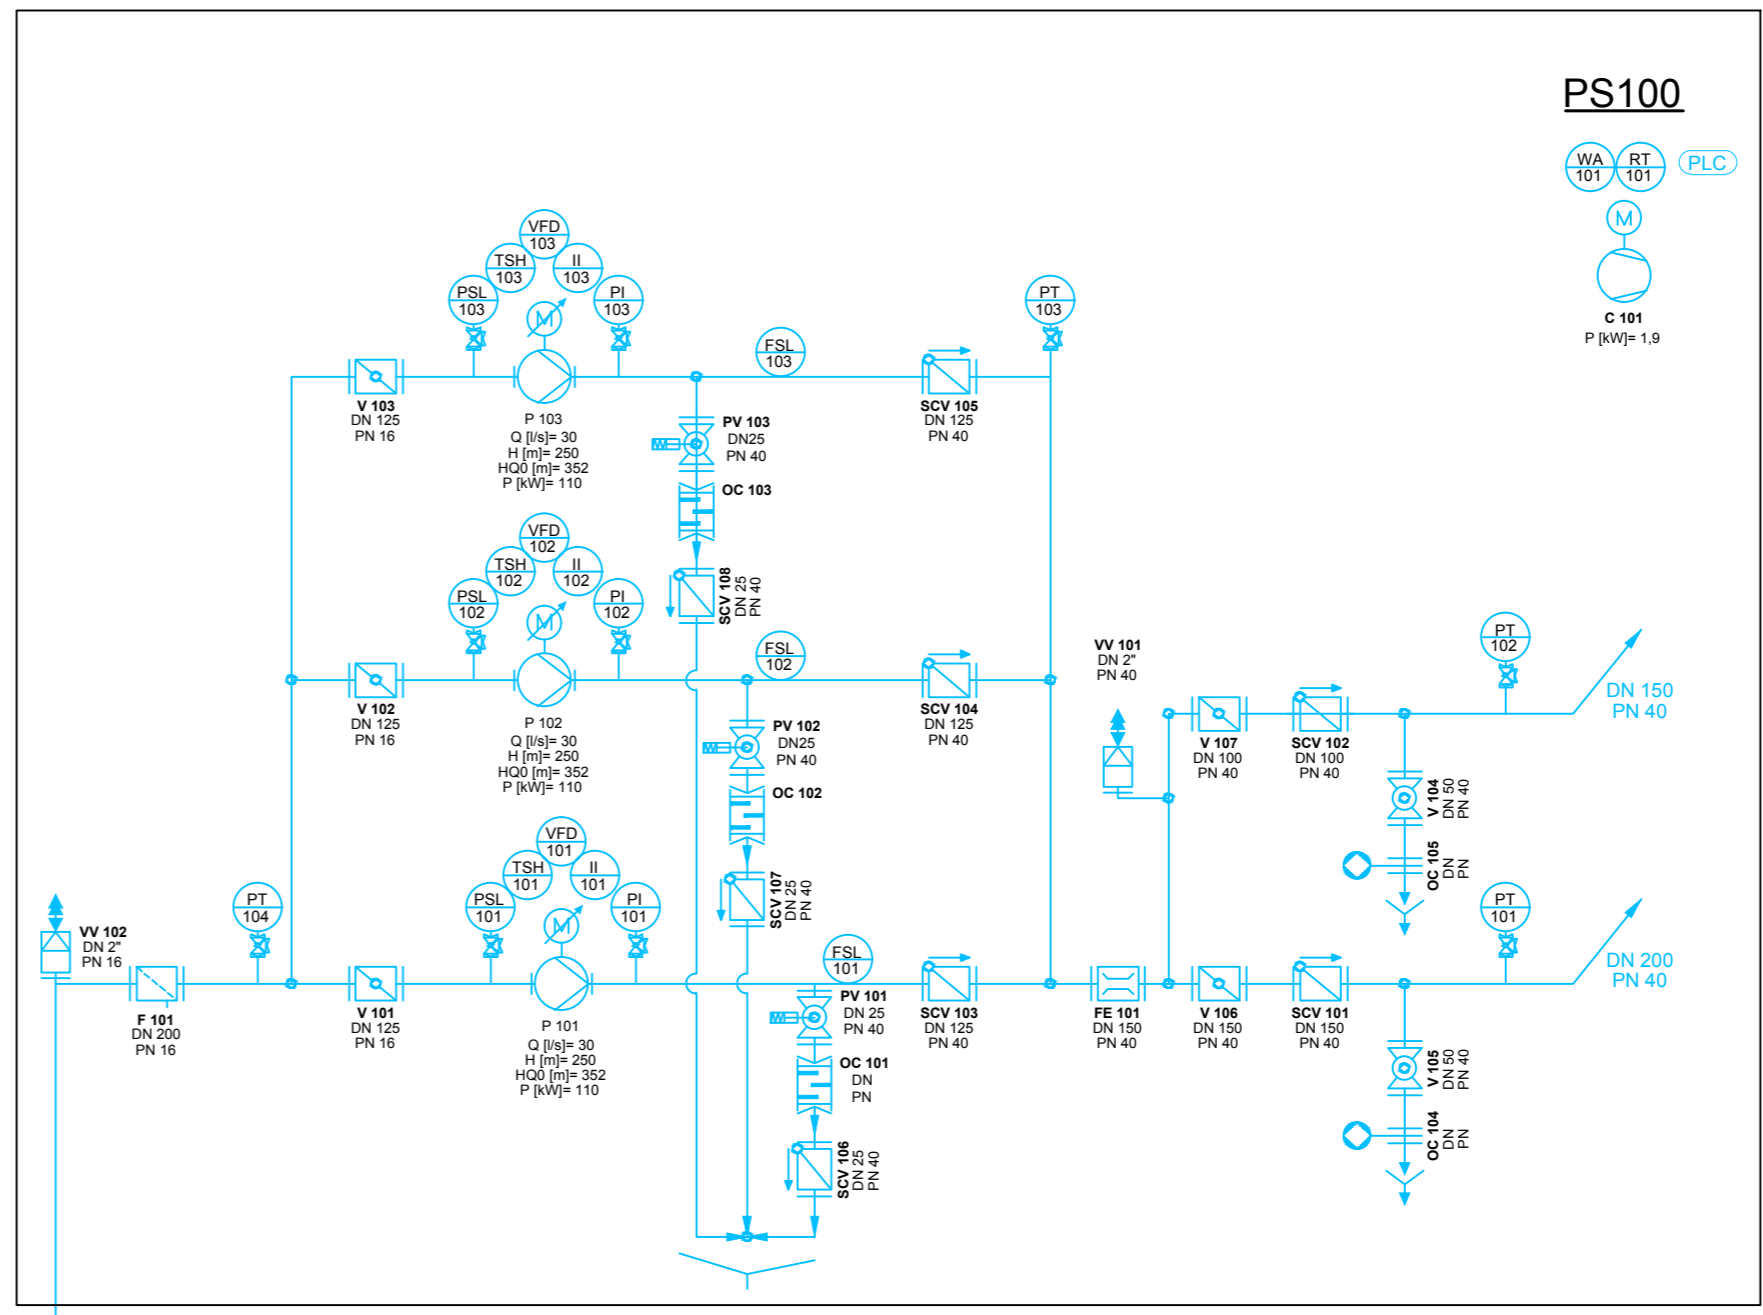 PS100
WA
101
RT
101
PLC
M
C 101
P [kW]= 1,9
VFD
103
TSH
103
II
103
PSL
103
PI
103
M
PT
103
FSL
103
V 103
DN 125
PN 16
P 103
Q [l/s]= 30
H [m]= 250
HQ0 [m]= 352
P [kW]= 110
PV 103
DN25
PN 40
SCV 105
DN 125
PN 40
OC 103
SCV 108
DN 25
PN 40
VFD
102
TSH
102
II
102
PSL
102
PI
102
M
FSL
102
V 102
DN 125
PN 16
P 102
Q [l/s]= 30
H [m]= 250
HQ0 [m]= 352
P [kW]= 110
PV 102
DN25
PN 40
SCV 104
DN 125
PN 40
OC 102
SCV 107
DN 25
PN 40
VV 101
DN 2"
PN 40
PT
102
DN 150
PN 40
V 107
DN 100
PN 40
SCV 102
DN 100
PN 40
V 104
DN 50
PN 40
OC 105
DN
PN
VFD
101
TSH
101
II
101
PSL
101
PI
101
M
PT
104
FSL
101
PT
101
VV 102
DN 2"
PN 16
DN 200
PN 40
F 101
DN 200
PN 16
V 101
DN 125
PN 16
P 101
Q [l/s]= 30
H [m]= 250
HQ0 [m]= 352
P [kW]= 110
PV 101
DN 25
PN 40
SCV 103
DN 125
PN 40
FE 101
DN 150
PN 40
V 106
DN 150
PN 40
SCV 101
DN 150
PN 40
OC 101
DN
PN
V 105
DN 50
PN 40
OC 104
DN
PN
SCV 106
DN 25
PN 40